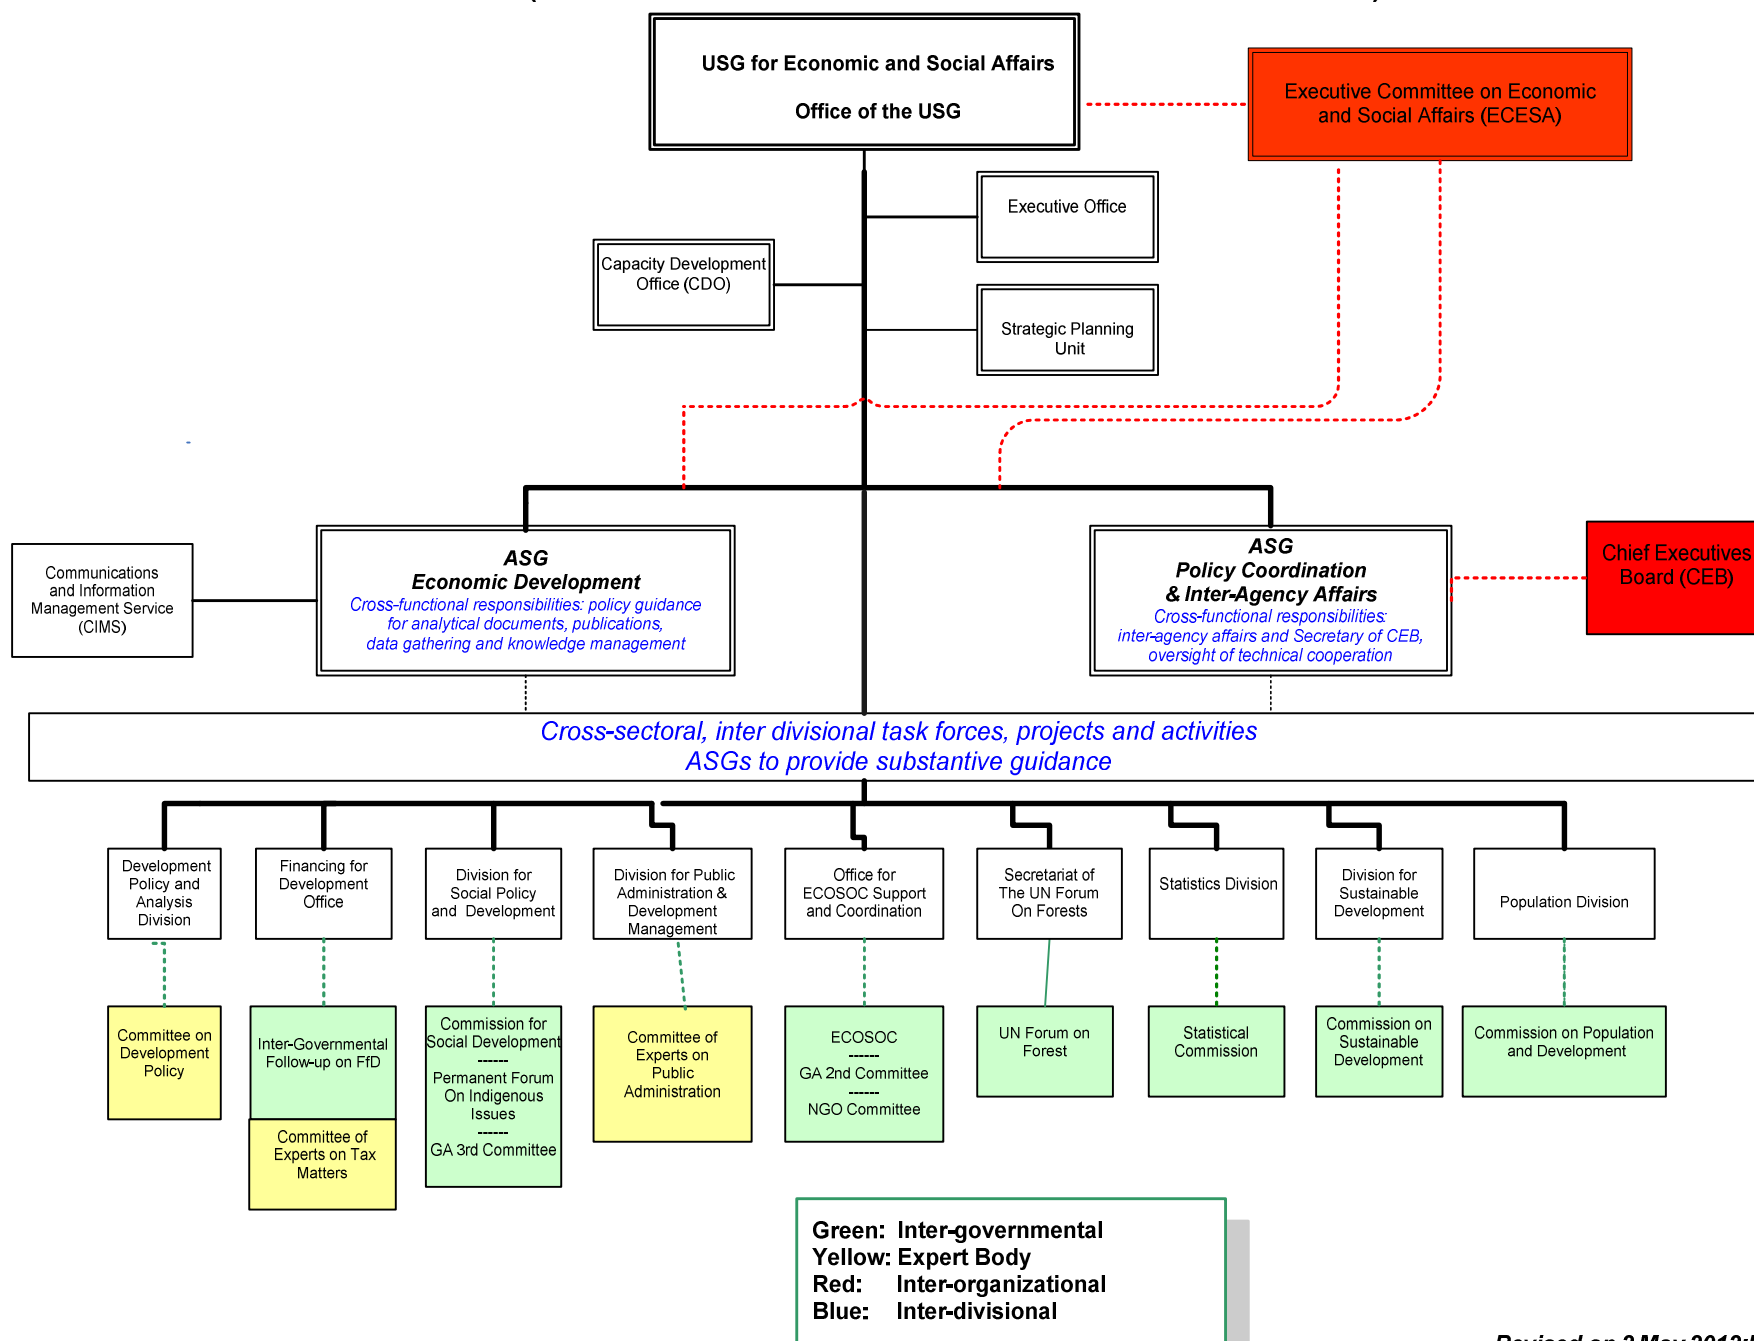 USG for Economic and Social Affairs
Office of the USG
Executive Committee on Economic
and Social Affairs (ECESA)
Executive Office
Capacity Development
Office (CDO)
Strategic Planning
Unit
Communications
and Information
Management Service
(CIMS)
ASG
Economic Development
Cross-functional responsibilities: policy guidance
for analytical documents, publications,
data gathering and knowledge management
ASG
Policy Coordination
& Inter-Agency Affairs
Cross-functional responsibilities:
inter-agency affairs and Secretary of CEB,
oversight of technical cooperation
Chief Executives
Board (CEB)
Cross-sectoral, inter divisional task forces, projects and activities
ASGs to provide substantive guidance
Development
Policy and
Analysis
Division
Financing for
Development
Office
Division for
Social Policy
and Development
Division for Public
Administration &
Development
Management
Office for
ECOSOC Support
and Coordination
Secretariat of
The UN Forum
On Forests
Statistics Division
Division for
Sustainable
Development
Population Division
Committee on
Development
Policy
Inter-Governmental
Follow-up on FfD
Committee of
Experts on Tax
Matters
Commission for
Social Development
------
Permanent Forum
On Indigenous
Issues
------
GA 3rd Committee
Committee of
Experts on
Public
Administration
ECOSOC
------
GA 2nd Committee
------
NGO Committee
UN Forum on
Forest
Statistical
Commission
Commission on
Sustainable
Development
Commission on Population
and Development
Green: Inter-governmental
Yellow: Expert Body
Red: Inter-organizational
Blue: Inter-divisional
Revised on 2 May 2012